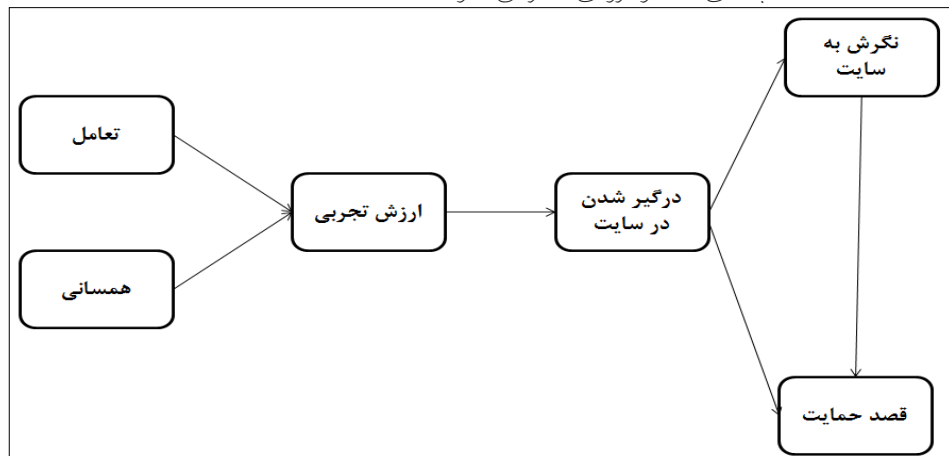 نگرش به
سایت
تعامل
ارزش تجربی
درگیر شدن
در سایت
همسانی
قصد حمایت